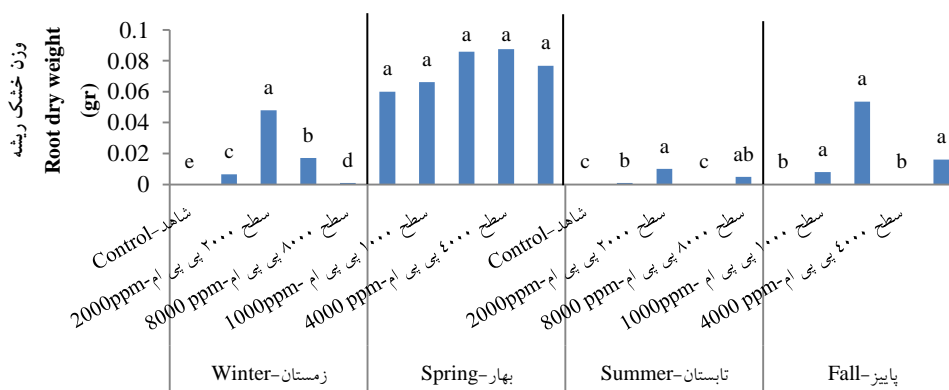 وزن خشک ریشه
Root dry weight
(gr)
0.1
0.08
0.06
0.04
0.02
0
e c a b d
a a a a a
c b a c ab
b a a b a
شاهد-Control
سطح ۲۰۰۰ پی پی ام-2000ppm
سطح ۸۰۰۰ پی پی ام-8000 ppm
سطح ۱۰۰۰ پی پی ام-1000ppm
سطح ٤٠٠٠ پی پی ام-4000 ppm
شاهد-Control
سطح ۲۰۰۰ پی پی ام-2000ppm
سطح ۸۰۰۰ پی پی ام-8000 ppm
سطح ۱۰۰۰ پی پی ام-1000ppm
سطح ٤٠٠٠ پی پی ام-4000 ppm
زمستان-Winter
بهار-Spring
تابستان-Summer
پاییز-Fall